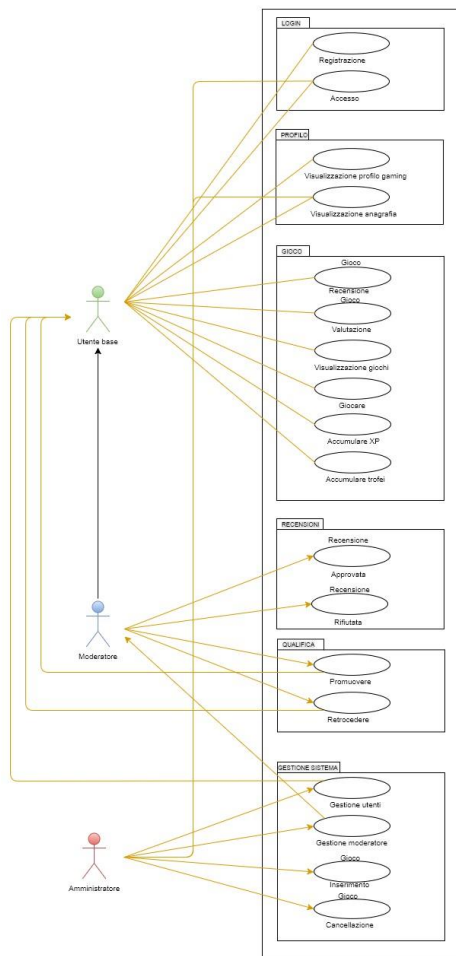 LOGIN
Registrazione
Accesso
PROFILO
Visualizzazione profilo gaming
Visualizzazione anagrafia
GIOCO
Gioco
Recensione
Gioco
Valutazione
Visualizzazione giochi
Giocare
Accumulare XP
Accumulare trofei
Utente base
RECENSIONI
Recensione
Approvata
Recensione
Rifiutata
Moderatore
QUALIFICA
Promuovere
Retrocedere
GESTIONE SISTEMA
Gestione utenti
Gestione moderatore
Gioco
Inserimento
Gioco
Cancellazione
Amministratore